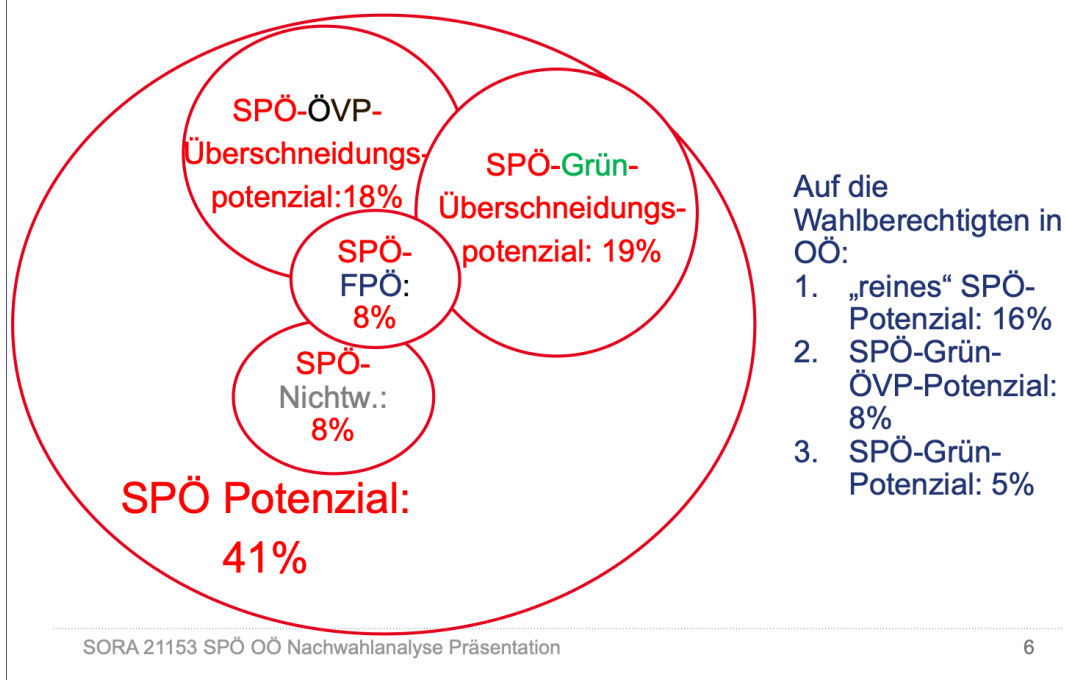 SPÖ-ÖVP-
Überschneidungs-
potenzial:18%
SPÖ-Grün-
Überschneidungs-
potenzial: 19%
SPÖ-
FPÖ:
8%
SPÖ-
Nichtw.:
8%
SPÖ Potenzial:
41%
Auf die
Wahlberechtigten in
OÖ:
1. „reines“ SPÖ-
Potenzial: 16%
2. SPÖ-Grün-
ÖVP-Potenzial:
8%
3. SPÖ-Grün-
Potenzial: 5%
SORA 21153 SPÖ OÖ Nachwahlanalyse Präsentation
6